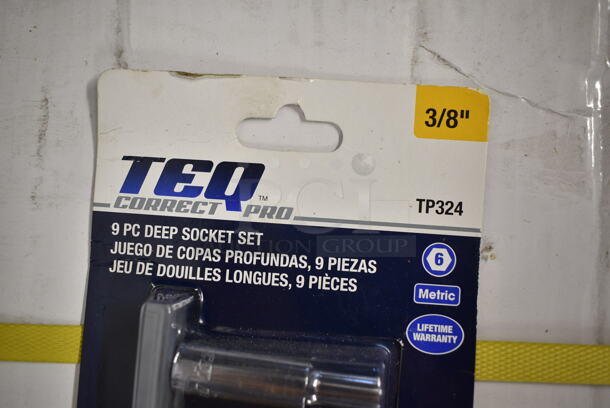 3/8"
TEQ™
CORRECT PRO
TP324
9 PC DEEP SOCKET SET
JUEGO DE COPAS PROFUNDAS, 9 PIEZAS
JEU DE DOUILLES LONGUES, 9 PIÈCES
6
Metric
LIFETIME
WARRANTY